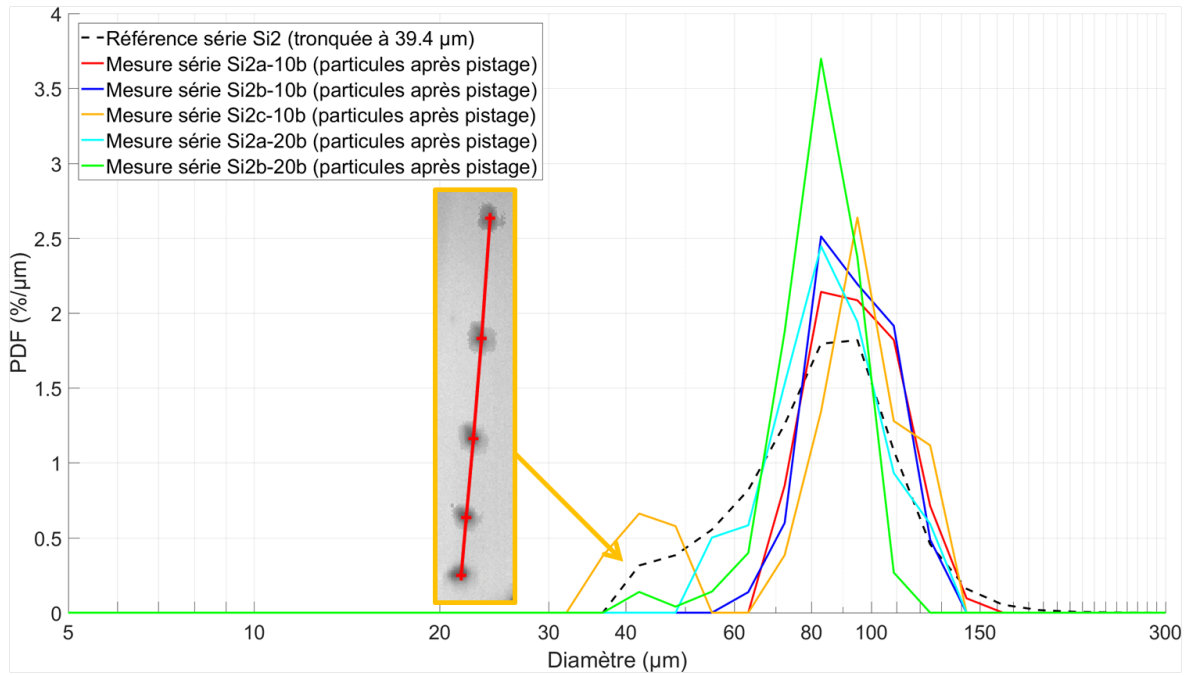 4
3.5
3
2.5
2
1.5
1
0.5
0
PDF (%/µm)
Référence série Si2 (tronquée à 39.4 µm)
Mesure série Si2a-10b (particules après pistage)
Mesure série Si2b-10b (particules après pistage)
Mesure série Si2c-10b (particules après pistage)
Mesure série Si2a-20b (particules après pistage)
Mesure série Si2b-20b (particules après pistage)
5 10 20 30 40 60 80 100 150 300
Diamètre (µm)